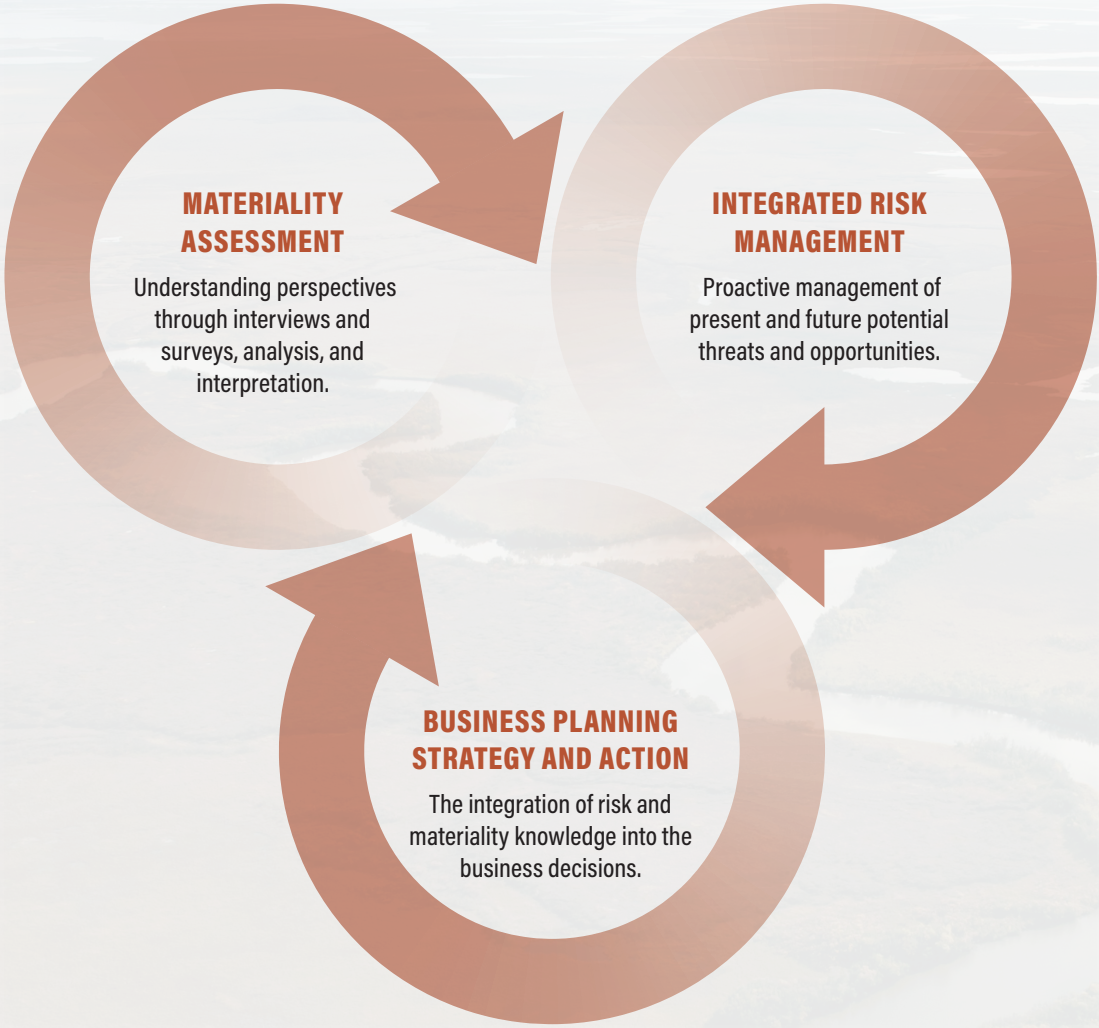 MATERIALITY
ASSESSMENT
Understanding perspectives
through interviews and
surveys, analysis, and
interpretation.
INTEGRATED RISK
MANAGEMENT
Proactive management of
present and future potential
threats and opportunities.
BUSINESS PLANNING
STRATEGY AND ACTION
The integration of risk and
materiality knowledge into the
business decisions.